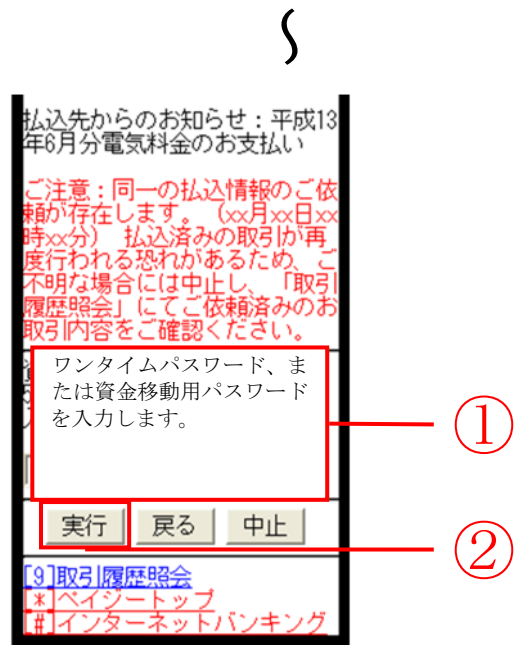 払込先からのお知らせ：平成13
年6月分電気料金のお支払い
ご注意：同一の払込情報のご依
頼が存在します。（xx月xx日xx
時xx分） 払込済みの取引が再
度行われる恐れがあるため、ご
不明な場合には中止し、「取引
履歴照会」にてご依頼済みのお
取引内容をご確認ください。
ワンタイムパスワード、ま
たは資金移動用パスワード
を入力します。
①
実行 戻る 中止
②
[9]取引履歴照会
[*]ペイジートップ
[#]インターネットバンキング